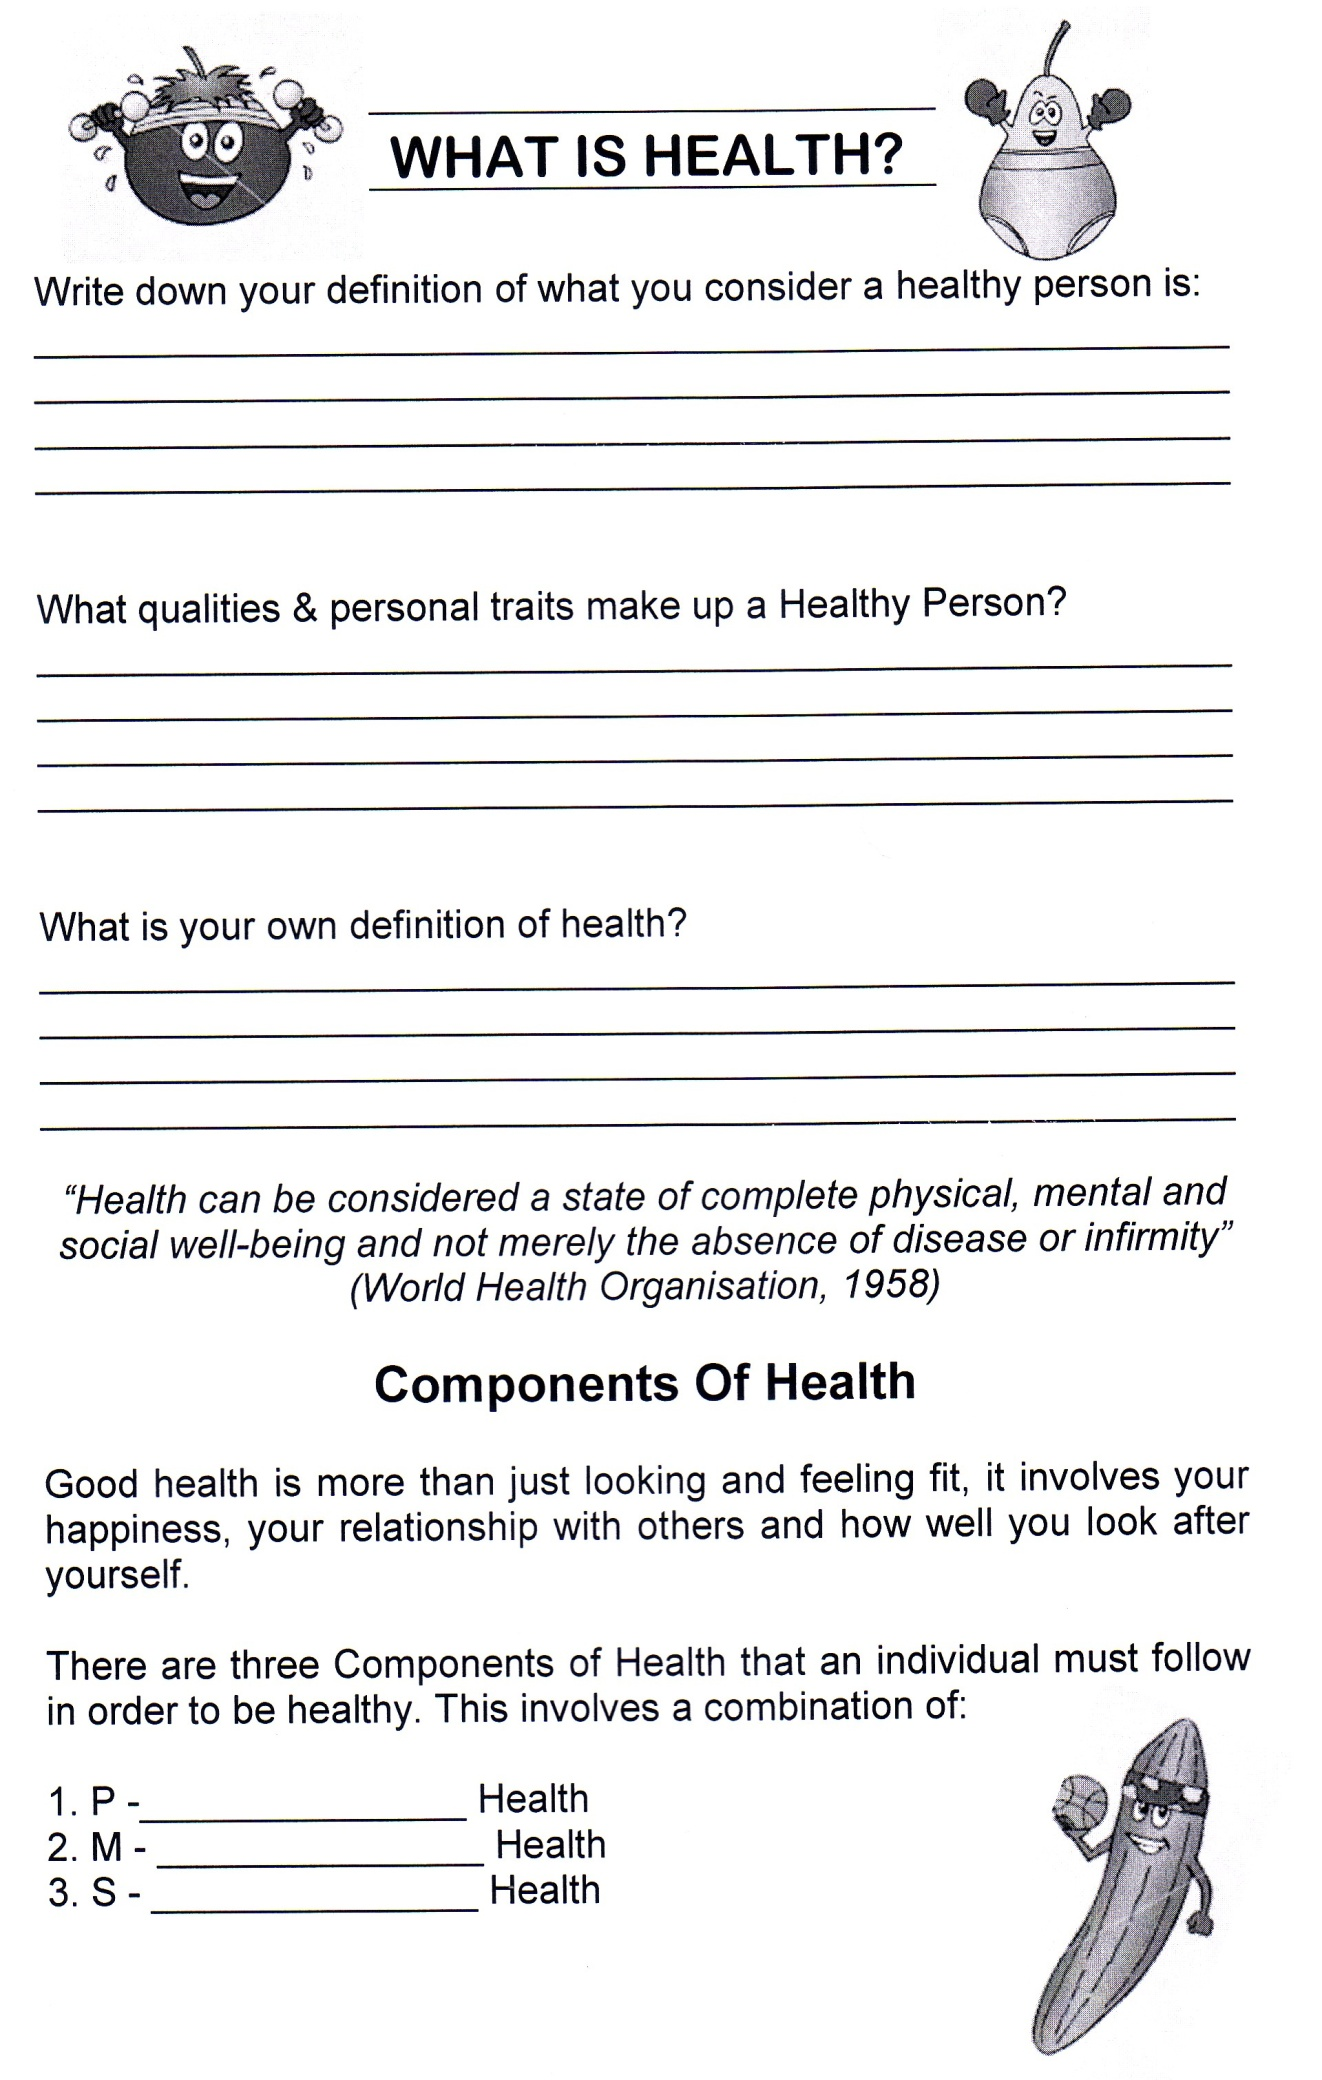 WHAT IS HEALTH?
Write down your definition of what you consider a healthy person is:
What qualities & personal traits make up a Healthy Person?
What is your own definition of health?
“Health can be considered a state of complete physical, mental and
social well-being and not merely the absence of disease or infirmity”
(World Health Organisation, 1958)
Components Of Health
Good health is more than just looking and feeling fit, it involves your
happiness, your relationship with others and how well you look after
yourself.
There are three Components of Health that an individual must follow
in order to be healthy. This involves a combination of:
1. P -__________________ Health
2. M - __________________ Health
3. S - __________________ Health